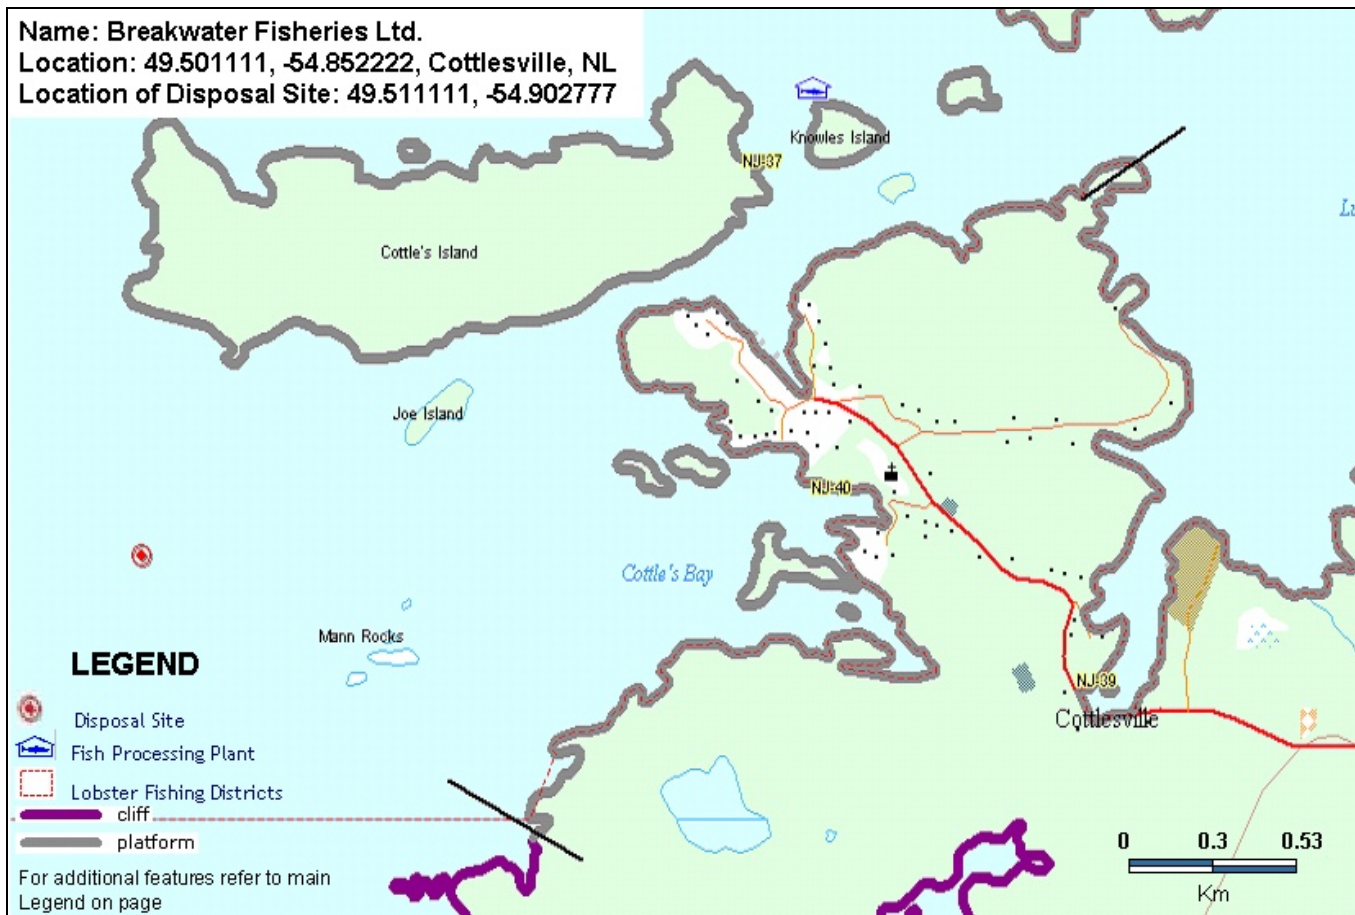 Name: Breakwater Fisheries Ltd.
Location: 49.501111, -54.852222, Cottlesville, NL
Location of Disposal Site: 49.511111, -54.902777
Knowles Island
NJ-37
Cottle's Island
Joe Island
NJ-40
Cottle's Bay
Mann Rocks
NJ-39
Cottlesville
LEGEND
Disposal Site
Fish Processing Plant
Lobster Fishing Districts
cliff
platform
For additional features refer to main
Legend on page
0 0.3 0.53
Km